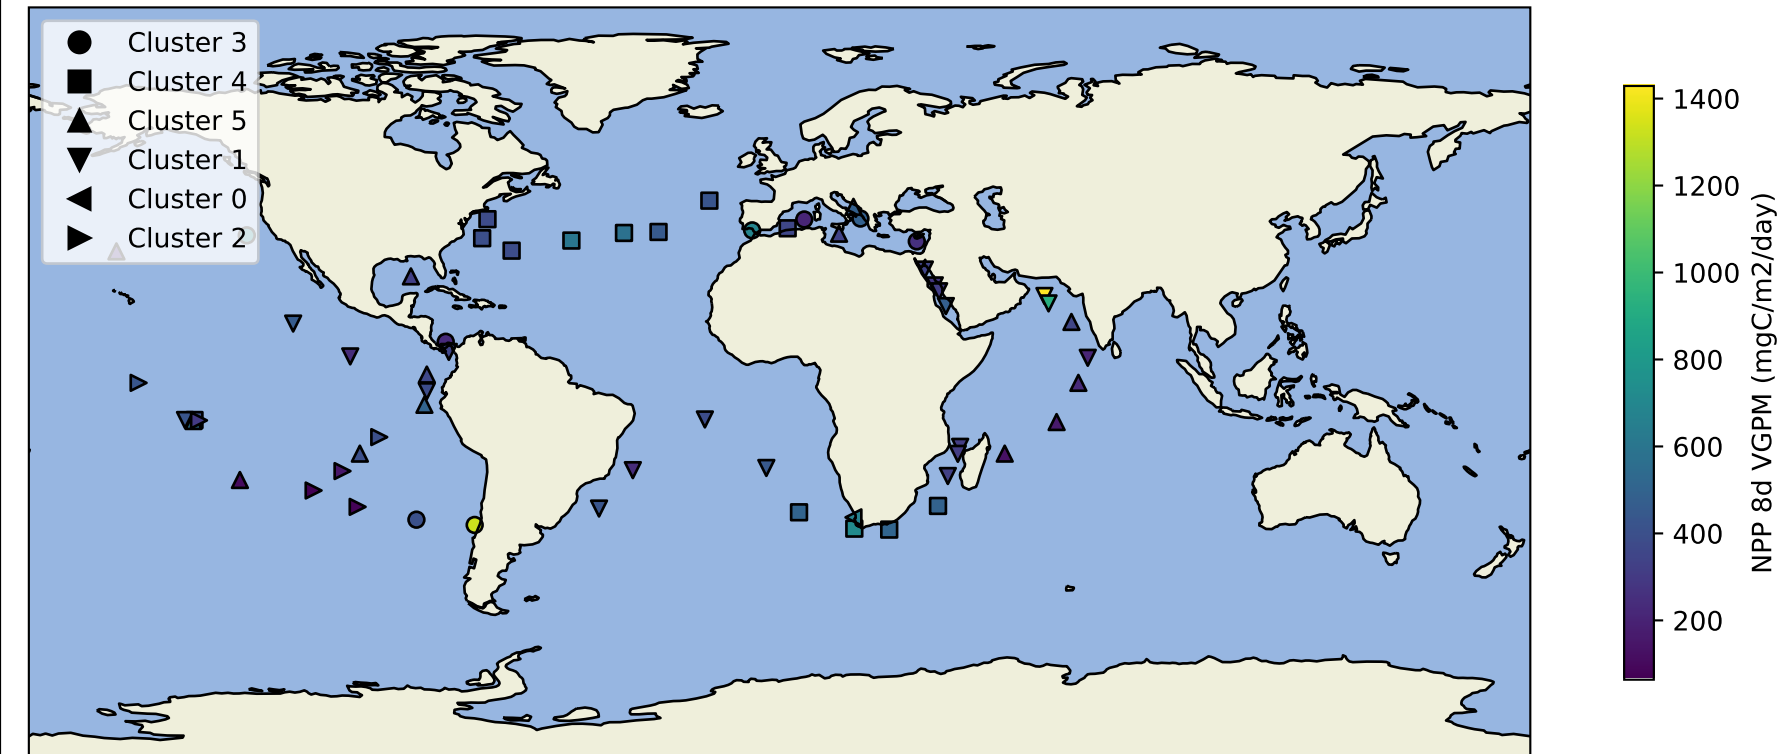 Cluster 3
Cluster 4
Cluster 5
Cluster 1
Cluster 0
Cluster 2
1400
1200
1000
800
600
400
200
NPP 8d VGPM (mgC/m2/day)